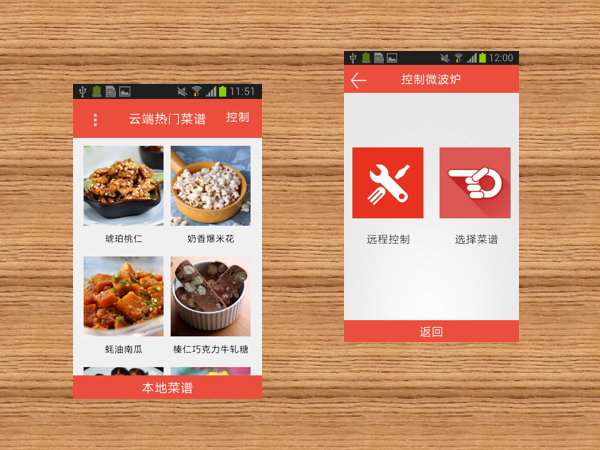 11:51
云端热门菜谱
控制
琥珀桃仁
奶香爆米花
蚝油南瓜
榛仁巧克力牛轧糖
本地菜谱
12:00
控制微波炉
远程控制
选择菜谱
返回